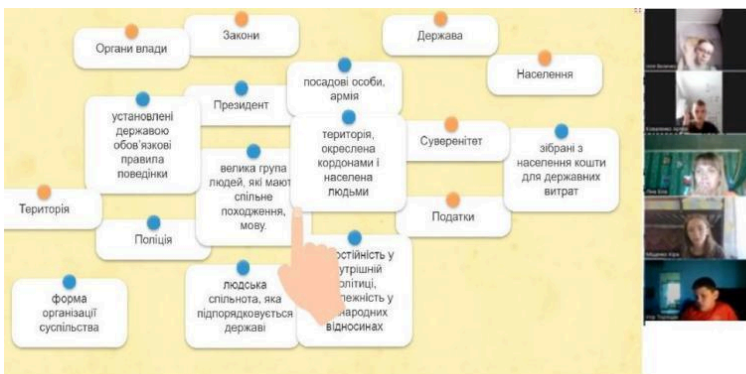 Органи влади
Закони
Держава
Населення
установлені
державою
обов'язкові
правила
поведінки
Президент
посадові особи,
армія
територія,
окреслена
кордонами і
населена
людьми
Суверенітет
зібрані з
населення кошти
для державних
витрат
велика група
людей, які мают
спільне
походження,
мову.
Територія
Поліція
Податки
форма
організації
суспільства
людська
спільнота, яка
підпорядковується
державі
остійність у
утрішній
олітиці,
лежність у
народних
відносинах